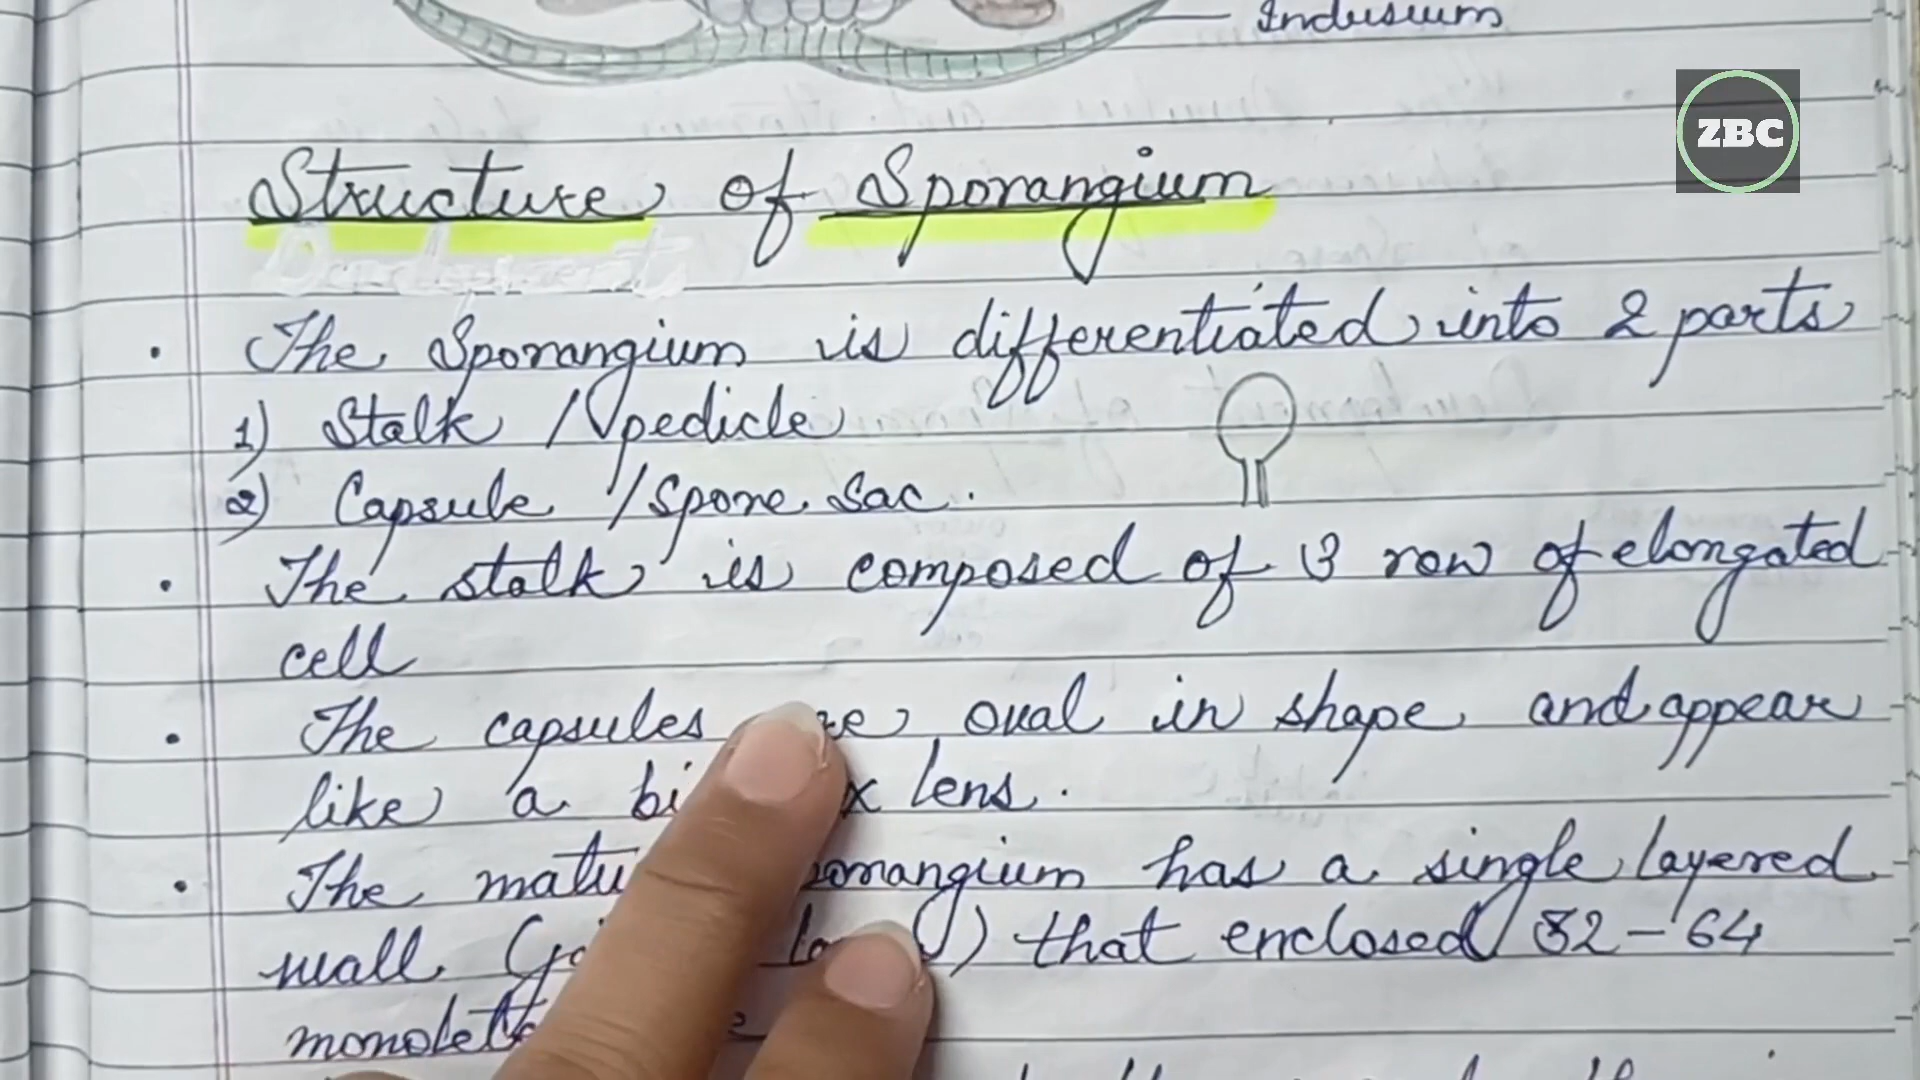 Indusium
ZBC
Structure of Sporangium
• The Sporangium is differentiated into 2 parts
1) Stalk / pedicle
2) Capsule / Spore Sac.
• The stalk is composed of 3 row of elongated
cell
• The capsules oval in shape and appear
like a lens.
• The has a single layered
wall that enclosed 32-64